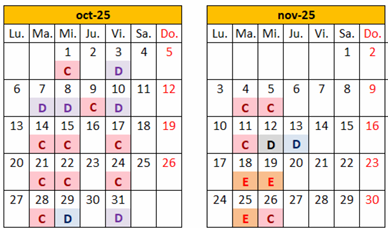 oct-25
Lu. Ma. Mi. Ju. Vi. Sa. Do.
1 2 3 4 5
C D
6 7 8 9 10 11 12
D D C D
13 14 15 16 17 18 19
C C C
20 21 22 23 24 25 26
C C C
27 28 29 30 31
C D D
nov-25
Lu. Ma. Mi. Ju. Vi. Sa. Do.
1 2
3 4 5 6 7 8 9
C C
10 11 12 13 14 15 16
C D D
17 18 19 20 21 22 23
E E
24 25 26 27 28 29 30
E C